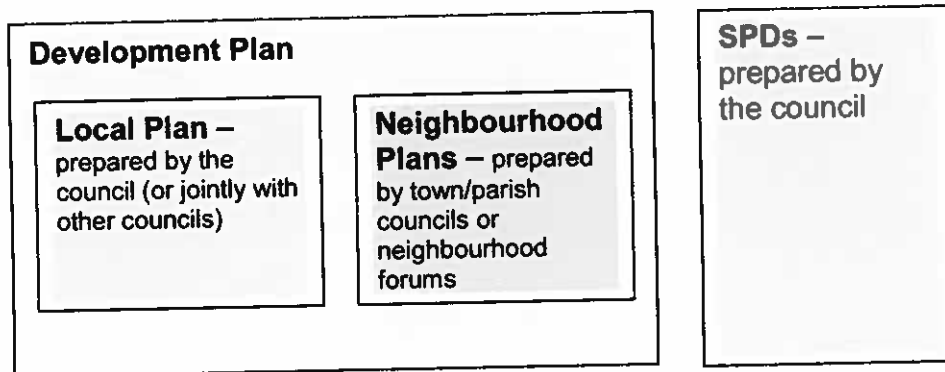 Development Plan
Local Plan –
prepared by the
council (or jointly with
other councils)
Neighbourhood
Plans – prepared
by town/parish
councils or
neighbourhood
forums
SPDs –
prepared by
the council